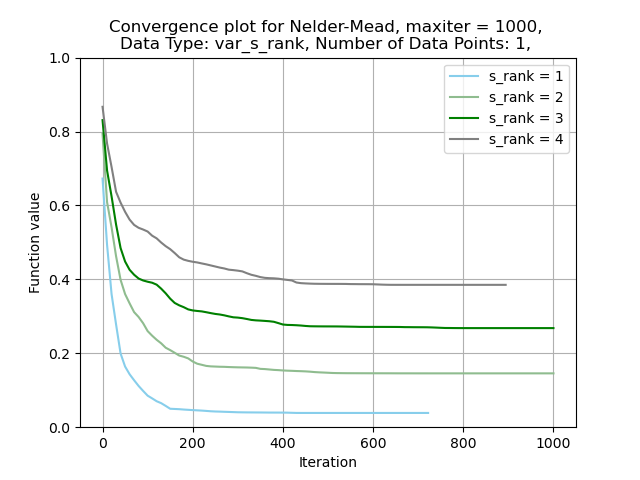 Convergence plot for Nelder-Mead, maxiter = 1000,
Data Type: var_s_rank, Number of Data Points: 1,
1.0
0.8
0.6
0.4
0.2
0.0
Function value
s_rank = 1
s_rank = 2
s_rank = 3
s_rank = 4
0 200 400 600 800 1000
Iteration